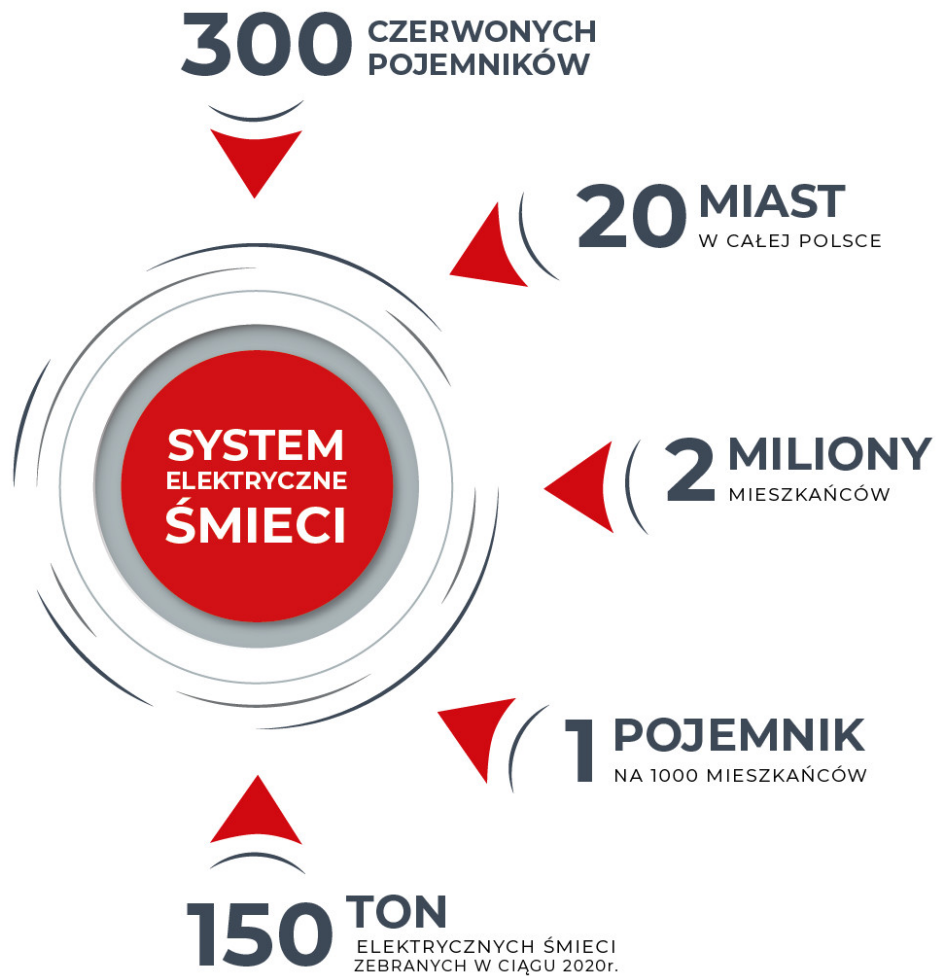 300 CZERWONYCH
POJEMNIKÓW
20 MIAST
W CAŁEJ POLSCE
SYSTEM
ELEKTRYCZNE
ŚMIECI
2 MILIONY
MIESZKAŃCÓW
1 POJEMNIK
NA 1000 MIESZKAŃCÓW
150 TON
ELEKTRYCZNYCH ŚMIECI
ZEBRANYCH W CIĄGU 2020r.